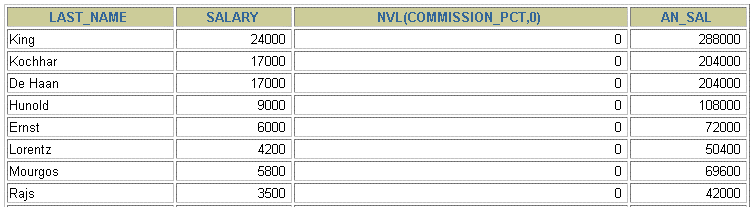 LAST_NAME SALARY NVL(COMMISSION_PCT,0) AN_SAL
King 24000 0 288000
Kochhar 17000 0 204000
De Haan 17000 0 204000
Hunold 9000 0 108000
Ernst 6000 0 72000
Lorentz 4200 0 50400
Mourgos 5800 0 69600
Rajs 3500 0 42000